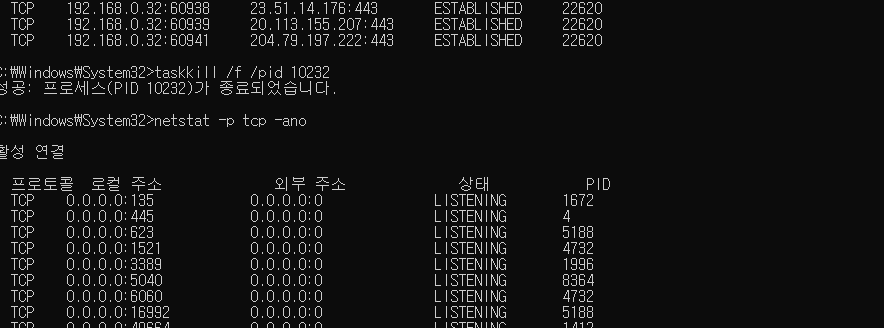 TCP 192.168.0.32:60938 23.51.14.176:443 ESTABLISHED 22620
TCP 192.168.0.32:60939 20.113.155.207:443 ESTABLISHED 22620
TCP 192.168.0.32:60941 204.79.197.222:443 ESTABLISHED 22620
C:₩Windows₩System32>taskkill /f /pid 10232
성공: 프로세스(PID 10232)가 종료되었습니다.
C:₩Windows₩System32>netstat -p tcp -ano
활성 연결
프로토콜 로컬 주소 외부 주소 상태 PID
TCP 0.0.0.0:135 0.0.0.0:0 LISTENING 1672
TCP 0.0.0.0:445 0.0.0.0:0 LISTENING 4
TCP 0.0.0.0:623 0.0.0.0:0 LISTENING 5188
TCP 0.0.0.0:1521 0.0.0.0:0 LISTENING 4732
TCP 0.0.0.0:3389 0.0.0.0:0 LISTENING 1996
TCP 0.0.0.0:5040 0.0.0.0:0 LISTENING 8364
TCP 0.0.0.0:6060 0.0.0.0:0 LISTENING 4732
TCP 0.0.0.0:16992 0.0.0.0:0 LISTENING 5188
TCP 0.0.0.0:49664 0.0.0.0:0 LISTENING 1412